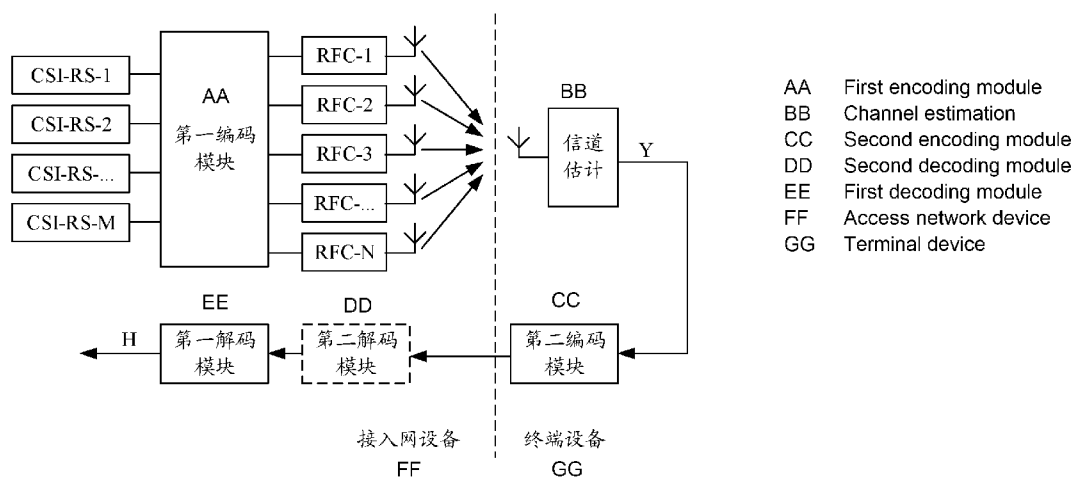 CSI-RS-1
CSI-RS-2
CSI-RS-...
CSI-RS-M
AA
第一编码
模块
RFC-1
RFC-2
RFC-3
RFC-...
RFC-N
BB
信道
估计
Y
EE
第一解码
模块
H
DD
第二解码
模块
CC
第二编码
模块
接入网设备
FF
终端设备
GG
AA First encoding module
BB Channel estimation
CC Second encoding module
DD Second decoding module
EE First decoding module
FF Access network device
GG Terminal device